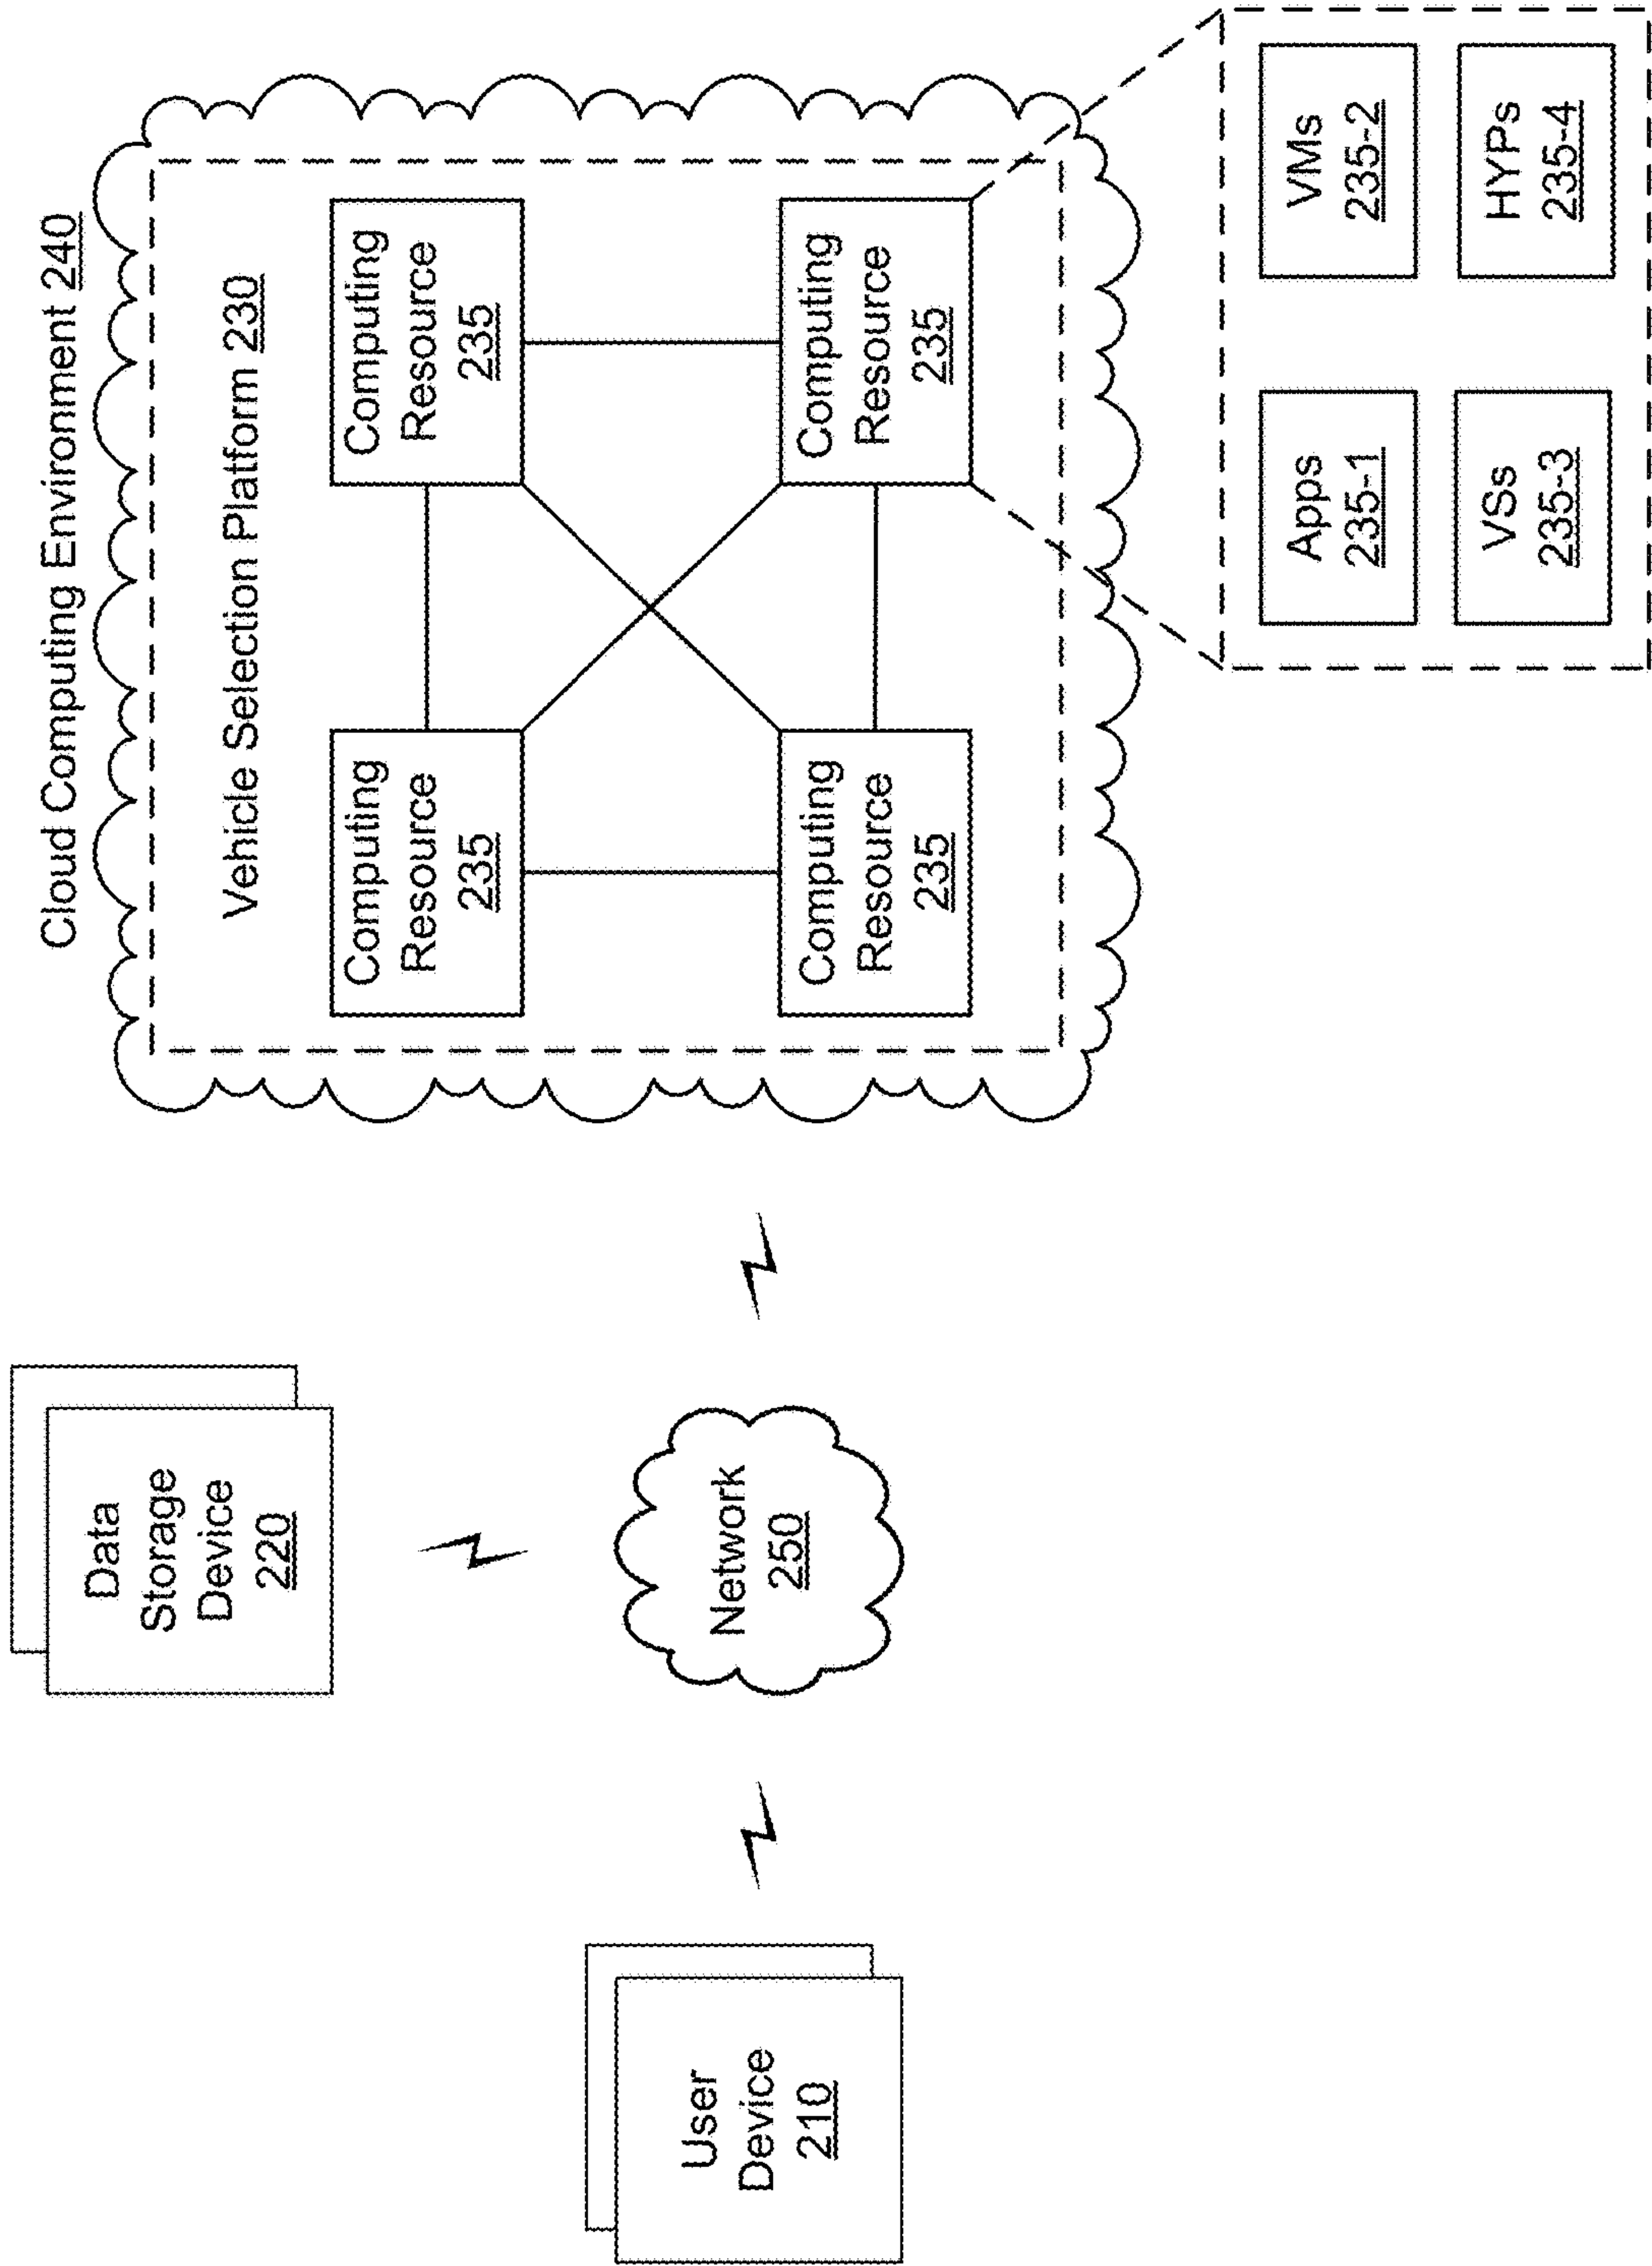 Cloud Computing Environment 240
Vehicle Selection Platform 230
Computing
Resource
235
Computing
Resource
235
Computing
Resource
235
Computing
Resource
235
Apps
235-1
VMs
235-2
VSs
235-3
HYPs
235-4
Data
Storage
Device
220
Network
250
User
Device
210